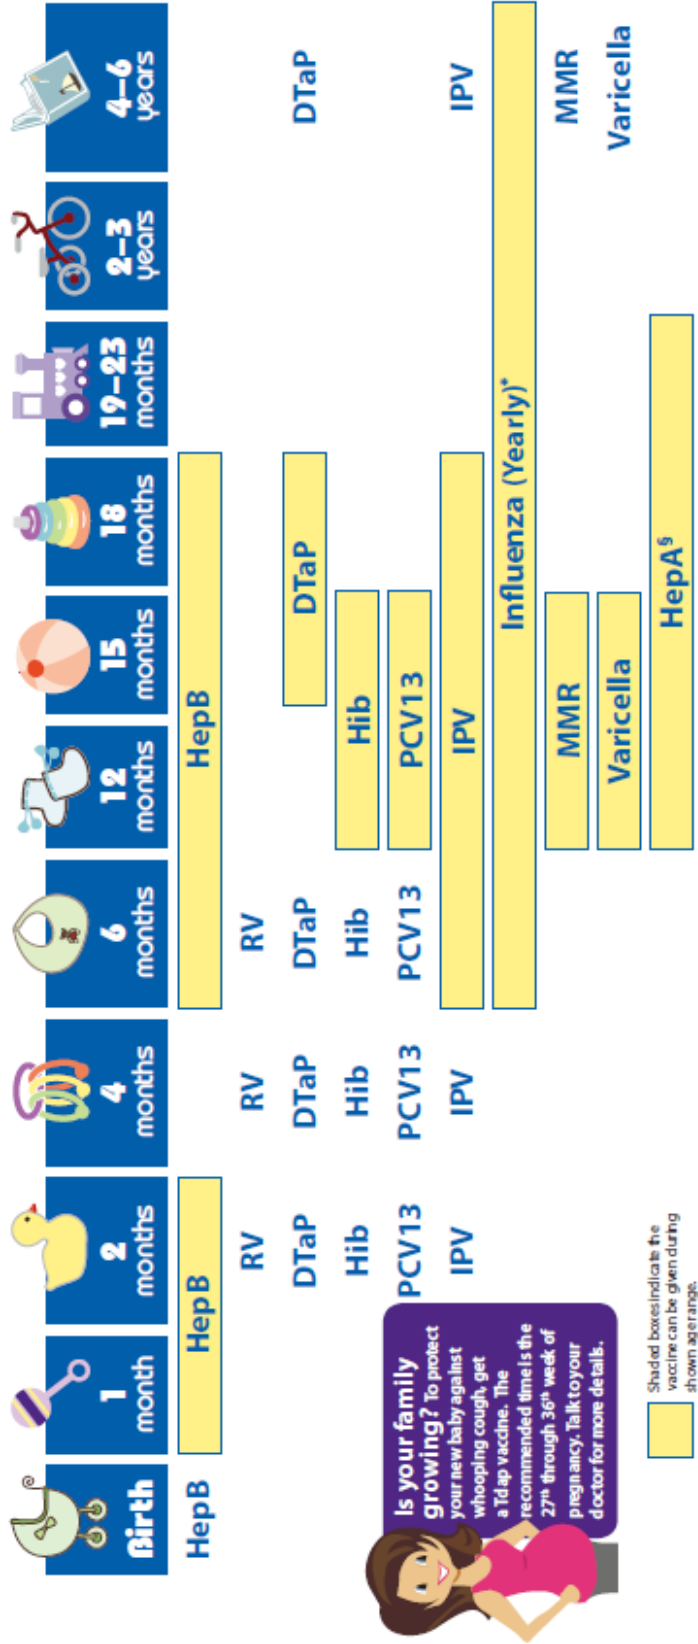 Birth
1
month
2
months
4
months
6
months
12
months
15
months
18
months
19–23
months
2–3
years
4–6
years
HepB
HepB
HepB
RV
RV
RV
DTaP
DTaP
DTaP
DTaP
DTaP
Hib
Hib
Hib
Hib
PCV13
PCV13
PCV13
PCV13
IPV
IPV
IPV
IPV
Influenza (Yearly)*
MMR
MMR
Varicella
Varicella
HepA§
Is your family
growing? To protect
your new baby against
whooping cough, get
a Tdap vaccine. The
recommended time is the
27th through 36th week of
pregnancy. Talk to your
doctor for more details.
Shaded boxes indicate the
vaccine can be given during
shown age range.